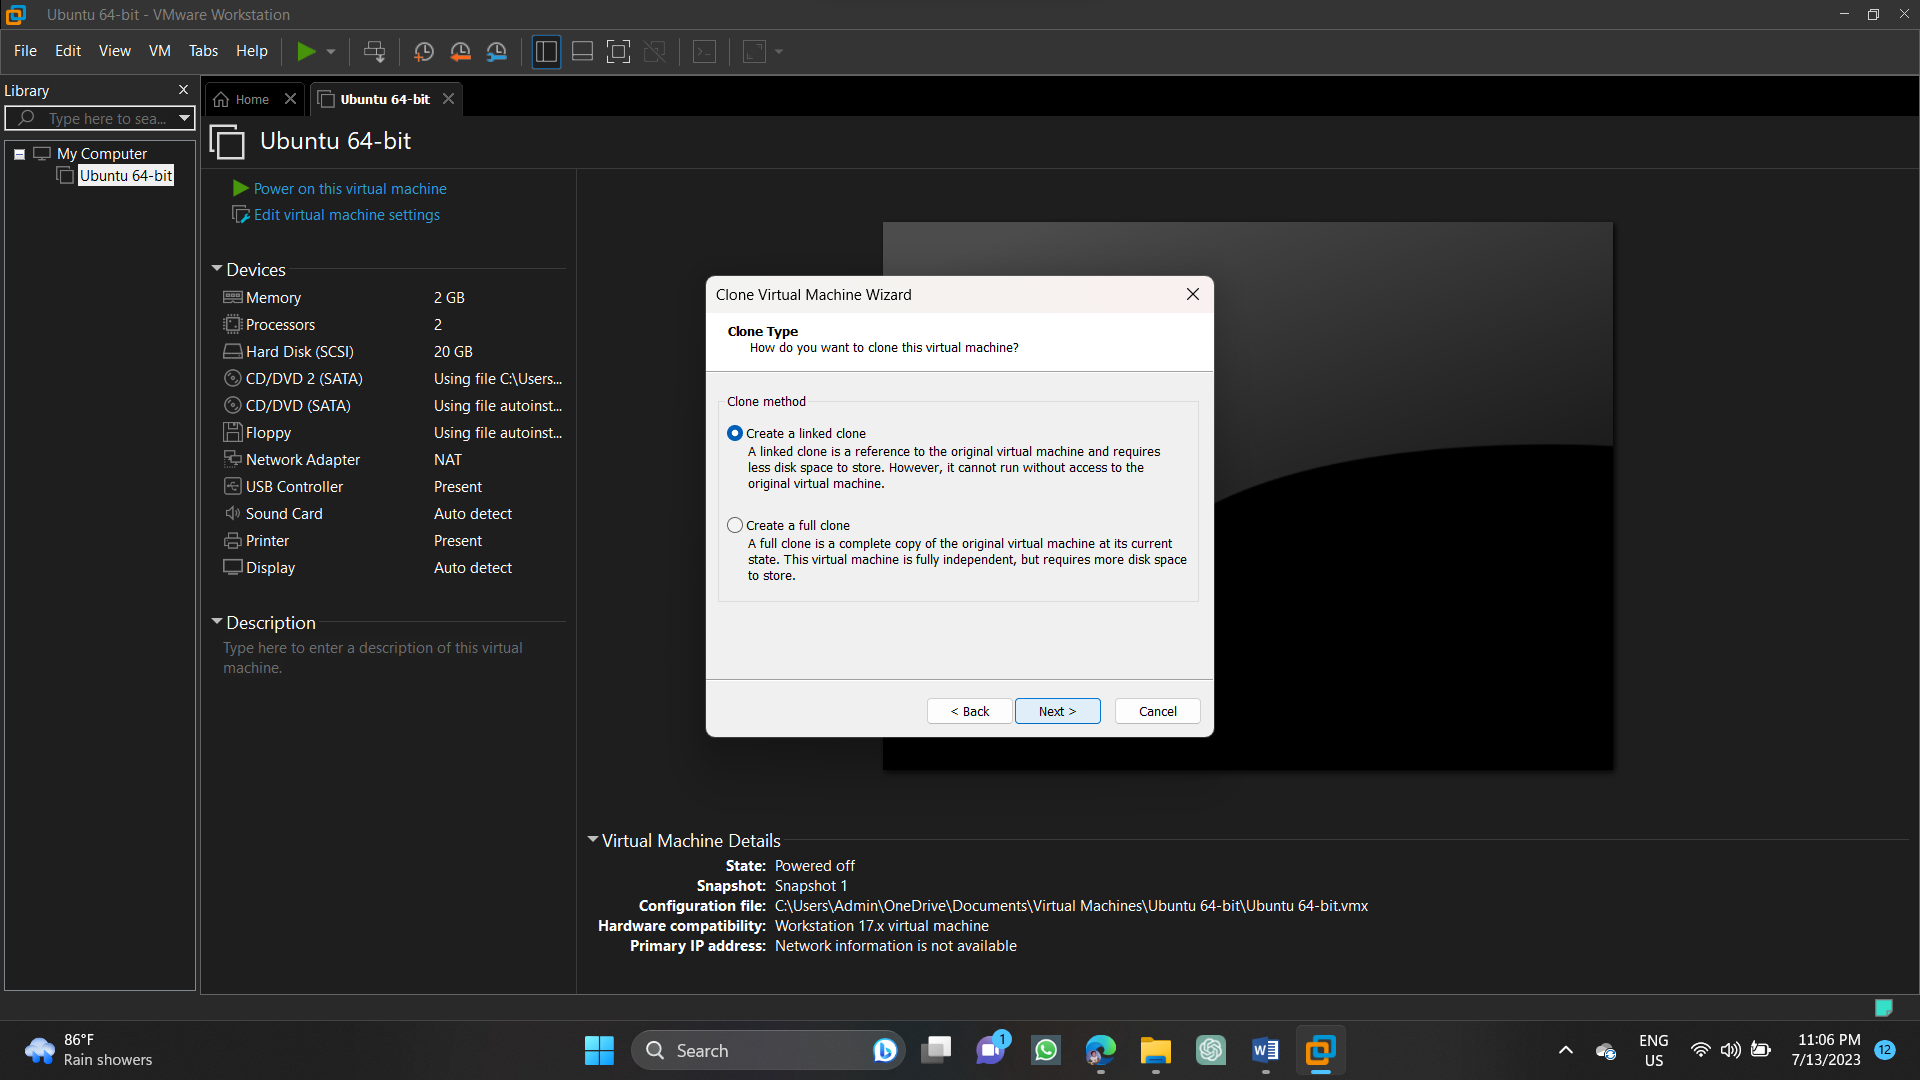 Ubuntu 64-bit - VMware Workstation
File Edit View VM Tabs Help
Library
Type here to sea...
My Computer
Ubuntu 64-bit
Home
Ubuntu 64-bit
Ubuntu 64-bit
Power on this virtual machine
Edit virtual machine settings
Devices
Memory 2 GB
Processors 2
Hard Disk (SCSI) 20 GB
CD/DVD 2 (SATA) Using file C:\Users...
CD/DVD (SATA) Using file autoinst...
Floppy Using file autoinst...
Network Adapter NAT
USB Controller Present
Sound Card Auto detect
Printer Present
Display Auto detect
Description
Type here to enter a description of this virtual
machine.
Clone Virtual Machine Wizard
Clone Type
How do you want to clone this virtual machine?
Clone method
Create a linked clone
A linked clone is a reference to the original virtual machine and requires
less disk space to store. However, it cannot run without access to the
original virtual machine.
Create a full clone
A full clone is a complete copy of the original virtual machine at its current
state. This virtual machine is fully independent, but requires more disk space
to store.
< Back Next > Cancel
Virtual Machine Details
State: Powered off
Snapshot: Snapshot 1
Configuration file: C:\Users\Admin\OneDrive\Documents\Virtual Machines\Ubuntu 64-bit\Ubuntu 64-bit.vmx
Hardware compatibility: Workstation 17.x virtual machine
Primary IP address: Network information is not available
86°F
Rain showers
Search
1
ENG
US
11:06 PM
7/13/2023
12